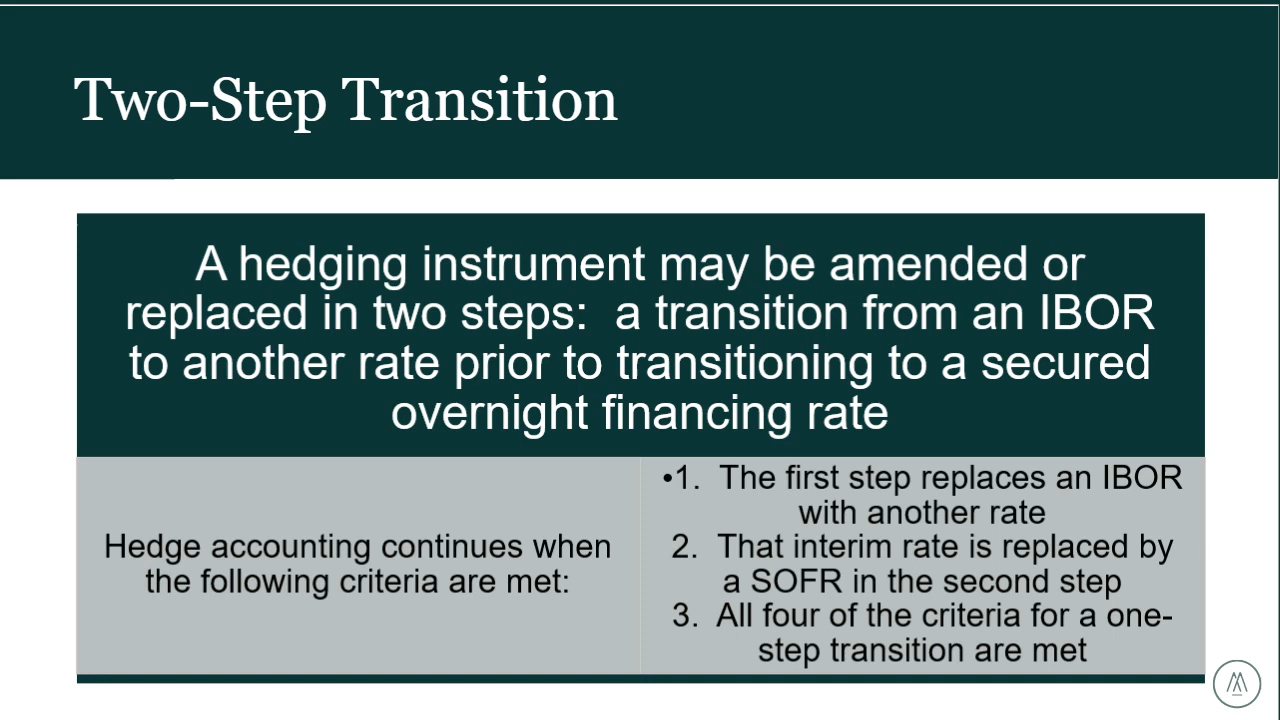 Two-Step Transition
A hedging instrument may be amended or
replaced in two steps:  a transition from an IBOR
to another rate prior to transitioning to a secured
overnight financing rate
Hedge accounting continues when
the following criteria are met:
•1.  The first step replaces an IBOR
with another rate
2.  That interim rate is replaced by
a SOFR in the second step
3.  All four of the criteria for a one-
step transition are met